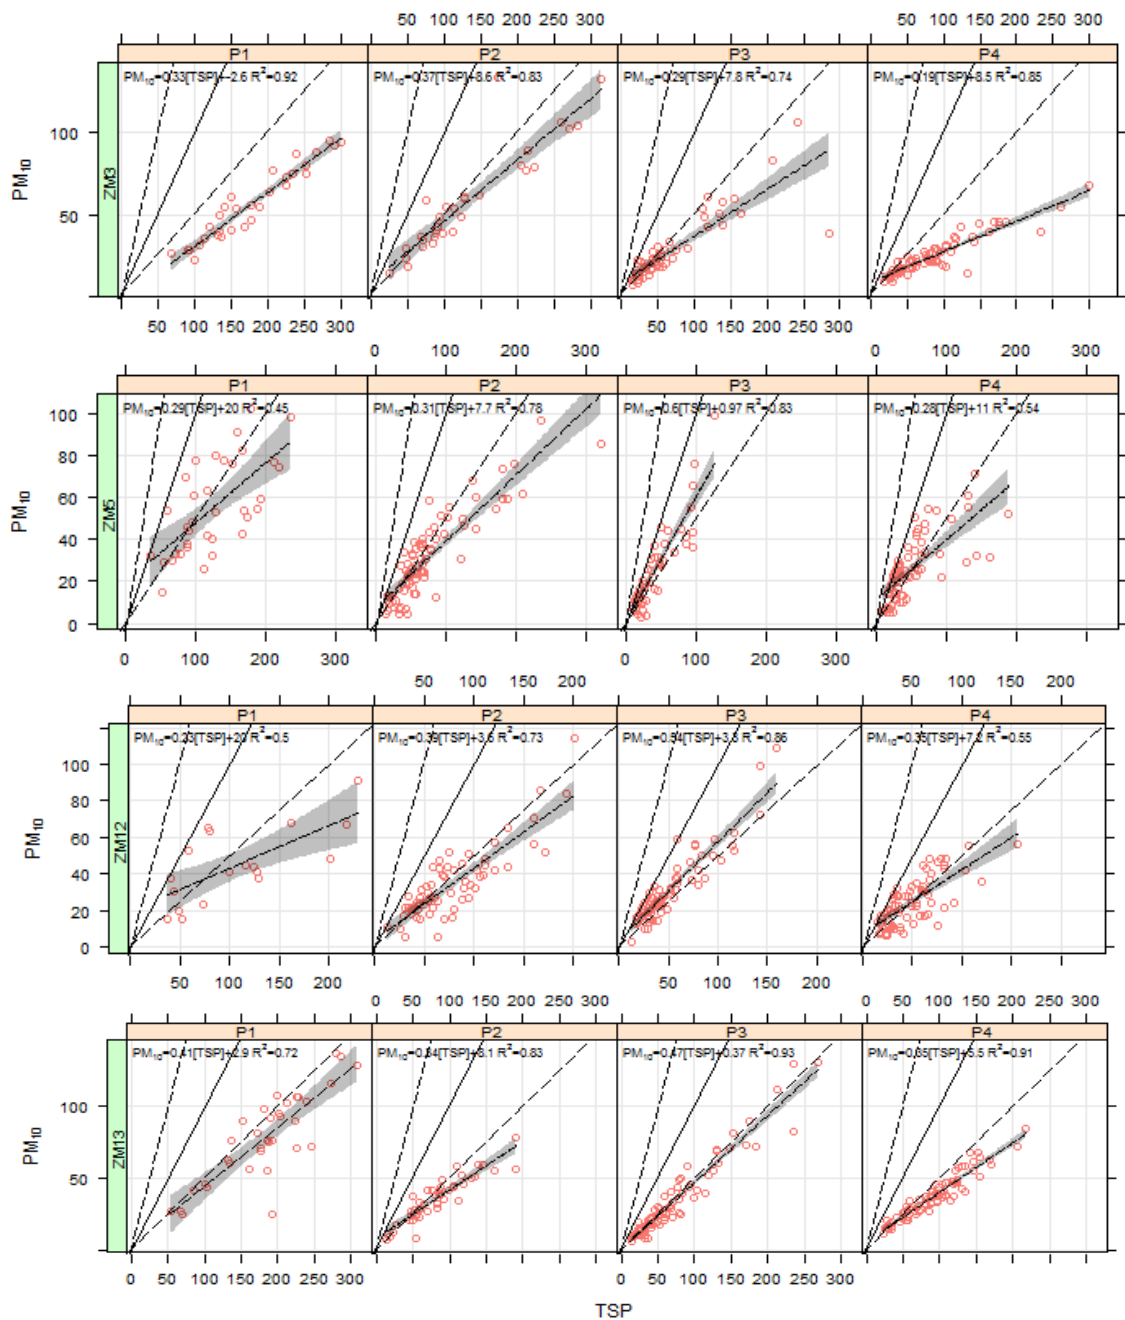 50 100 150 200 250 300 50 100 150 200 250 300
P1 P2 P3 P4
PM10=0.33[TSP]+-2.6 R2=0.92 PM10=0.37[TSP]+8.6 R2=0.83 PM10=0.29[TSP]+7.8 R2=0.74 PM10=0.19[TSP]+8.5 R2=0.85
100
50
PM10
ZM3
50 100 150 200 250 300 50 100 150 200 250 300
0 100 200 300 0 100 200 300
P1 P2 P3 P4
PM10=0.29[TSP]+20 R2=0.45 PM10=0.31[TSP]+7.7 R2=0.78 PM10=0.6[TSP]+0.97 R2=0.83 PM10=0.28[TSP]+11 R2=0.54
100
80
60
40
20
0
PM10
ZM5
0 100 200 300 0 100 200 300
50 100 150 200 50 100 150 200
P1 P2 P3 P4
PM10=0.23[TSP]+20 R2=0.5 PM10=0.39[TSP]+3.6 R2=0.73 PM10=0.54[TSP]+3.3 R2=0.86 PM10=0.35[TSP]+7.2 R2=0.55
100
80
60
40
20
0
PM10
ZM12
50 100 150 200 50 100 150 200
0 50 100 150 200 250 300 0 50 100 150 200 250 300
P1 P2 P3 P4
PM10=0.41[TSP]+2.9 R2=0.72 PM10=0.34[TSP]+8.1 R2=0.83 PM10=0.47[TSP]+0.37 R2=0.93 PM10=0.35[TSP]+5.5 R2=0.91
100
50
PM10
ZM13
0 50 100 150 200 250 300 0 50 100 150 200 250 300
TSP